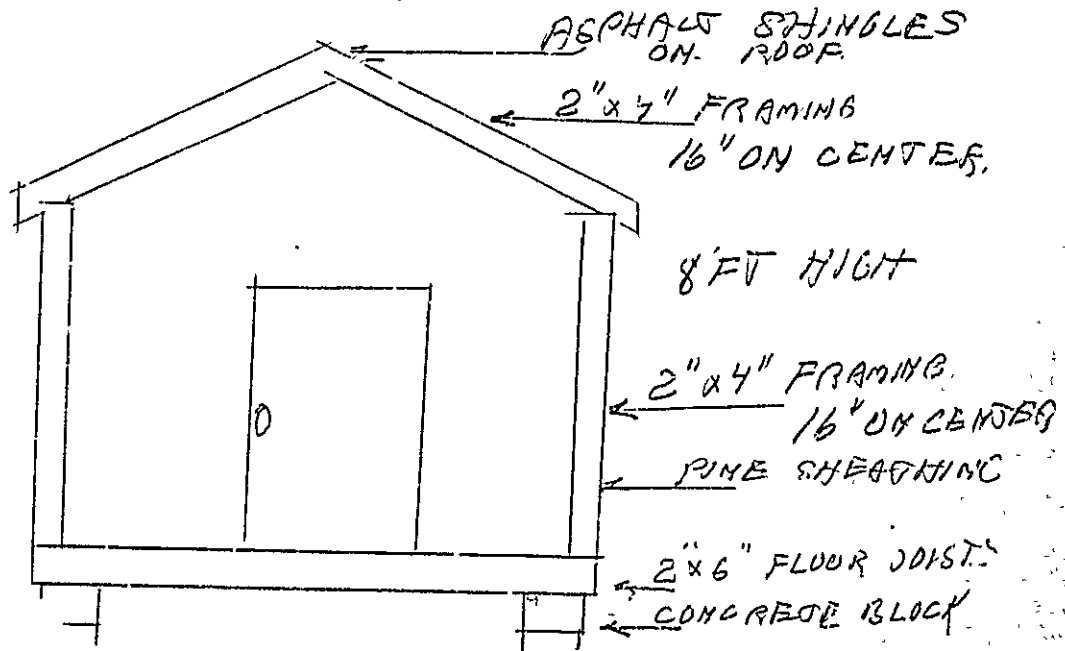 ASPHALT SHINGLES
ON ROOF.
2"x4" FRAMING
16" ON CENTER.
8 FT HIGH
2"x4" FRAMING.
16" ON CENTER
PINE SHEATHING
2"x6" FLOOR JOISTS
CONCRETE BLOCK